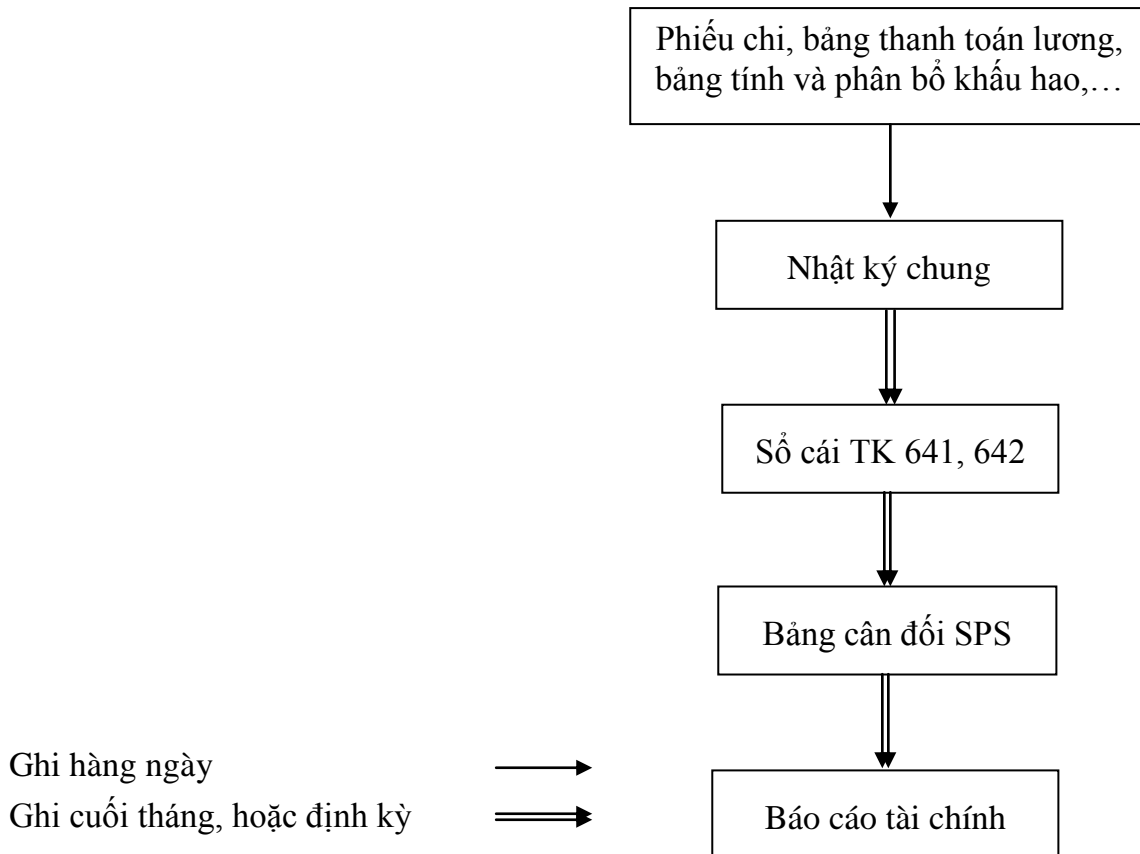 Phiếu chi, bảng thanh toán lương,
bảng tính và phân bổ khấu hao,…
Nhật ký chung
Sổ cái TK 641, 642
Bảng cân đối SPS
Ghi hàng ngày
Ghi cuối tháng, hoặc định kỳ
Báo cáo tài chính